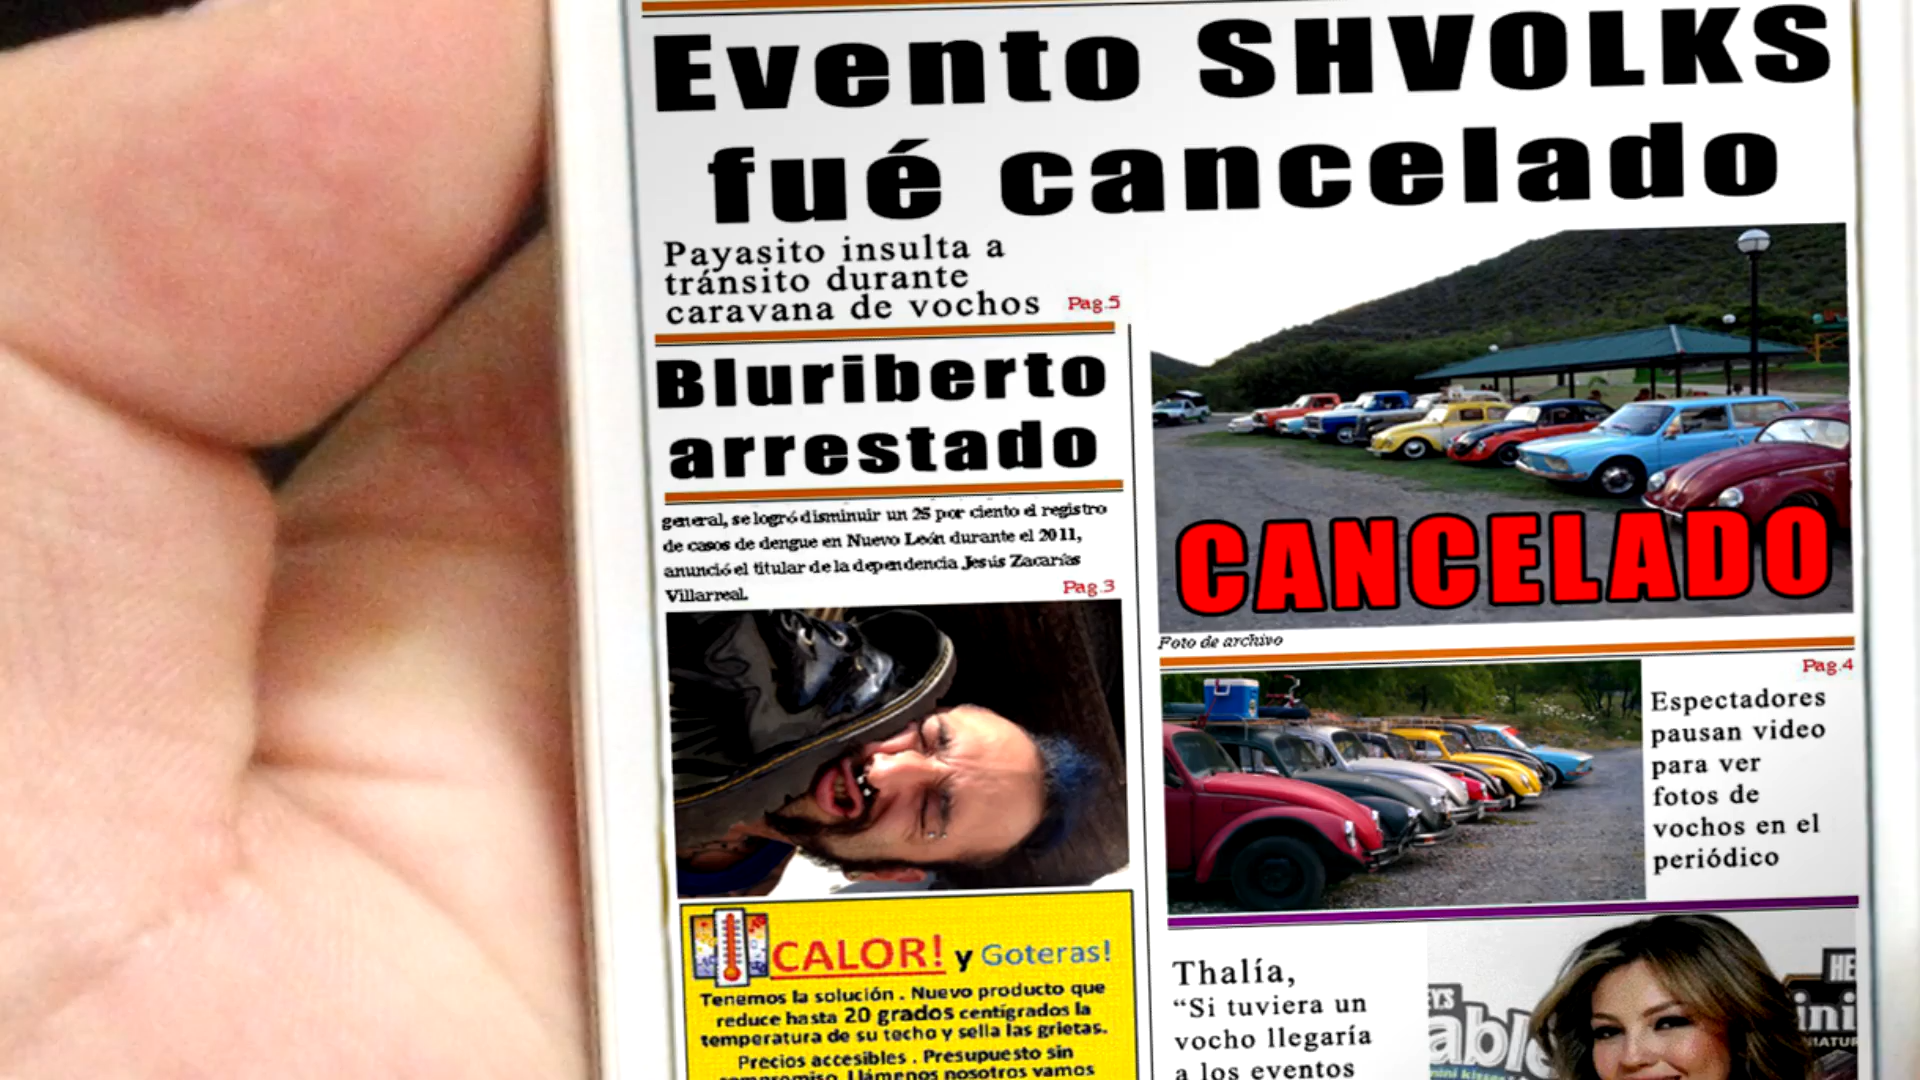 Evento SHVOLKS
fué cancelado
Payasito insulta a
tránsito durante
caravana de vochos Pag.5
Bluriberto
arrestado
general, se logró disminuir un 25 por ciento el registro
de casos de dengue en Nuevo León durante el 2011,
anunció el titular de la dependencia Jesús Zacarías
Villarreal.
Pag.3
CALOR! y Goteras!
Tenemos la solución . Nuevo producto que
reduce hasta 20 grados centígrados la
temperatura de su techo y sella las grietas.
Precios accesibles . Presupuesto sin
compromiso. Llámenos nosotros vamos
CANCELADO
Foto de archivo
Pag.4
Espectadores
pausan video
para ver
fotos de
vochos en el
periódico
Thalía,
“Si tuviera un
vocho llegaría
a los eventos